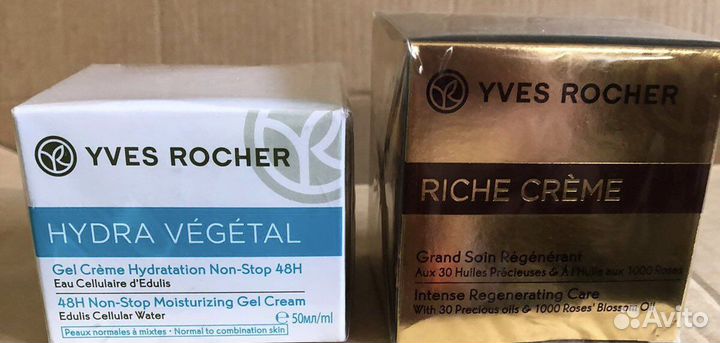 YVES ROCHER
HYDRA VÉGÉTAL
Gel Crème Hydratation Non-Stop 48H
Eau Cellulaire d'Edulis
48H Non-Stop Moisturizing Gel Cream
Edulis Cellular Water
℮ 50мл/ml
Peaux normales à mixtes • Normal to combination skin
YVES ROCHER
RICHE CRÈME
Grand Soin Régénérant
Aux 30 Huiles Précieuses & À l'Huile aux 1000 Roses
Intense Regenerating Care
With 30 Precious oils & 1000 Roses' Blossom Oil
Avito